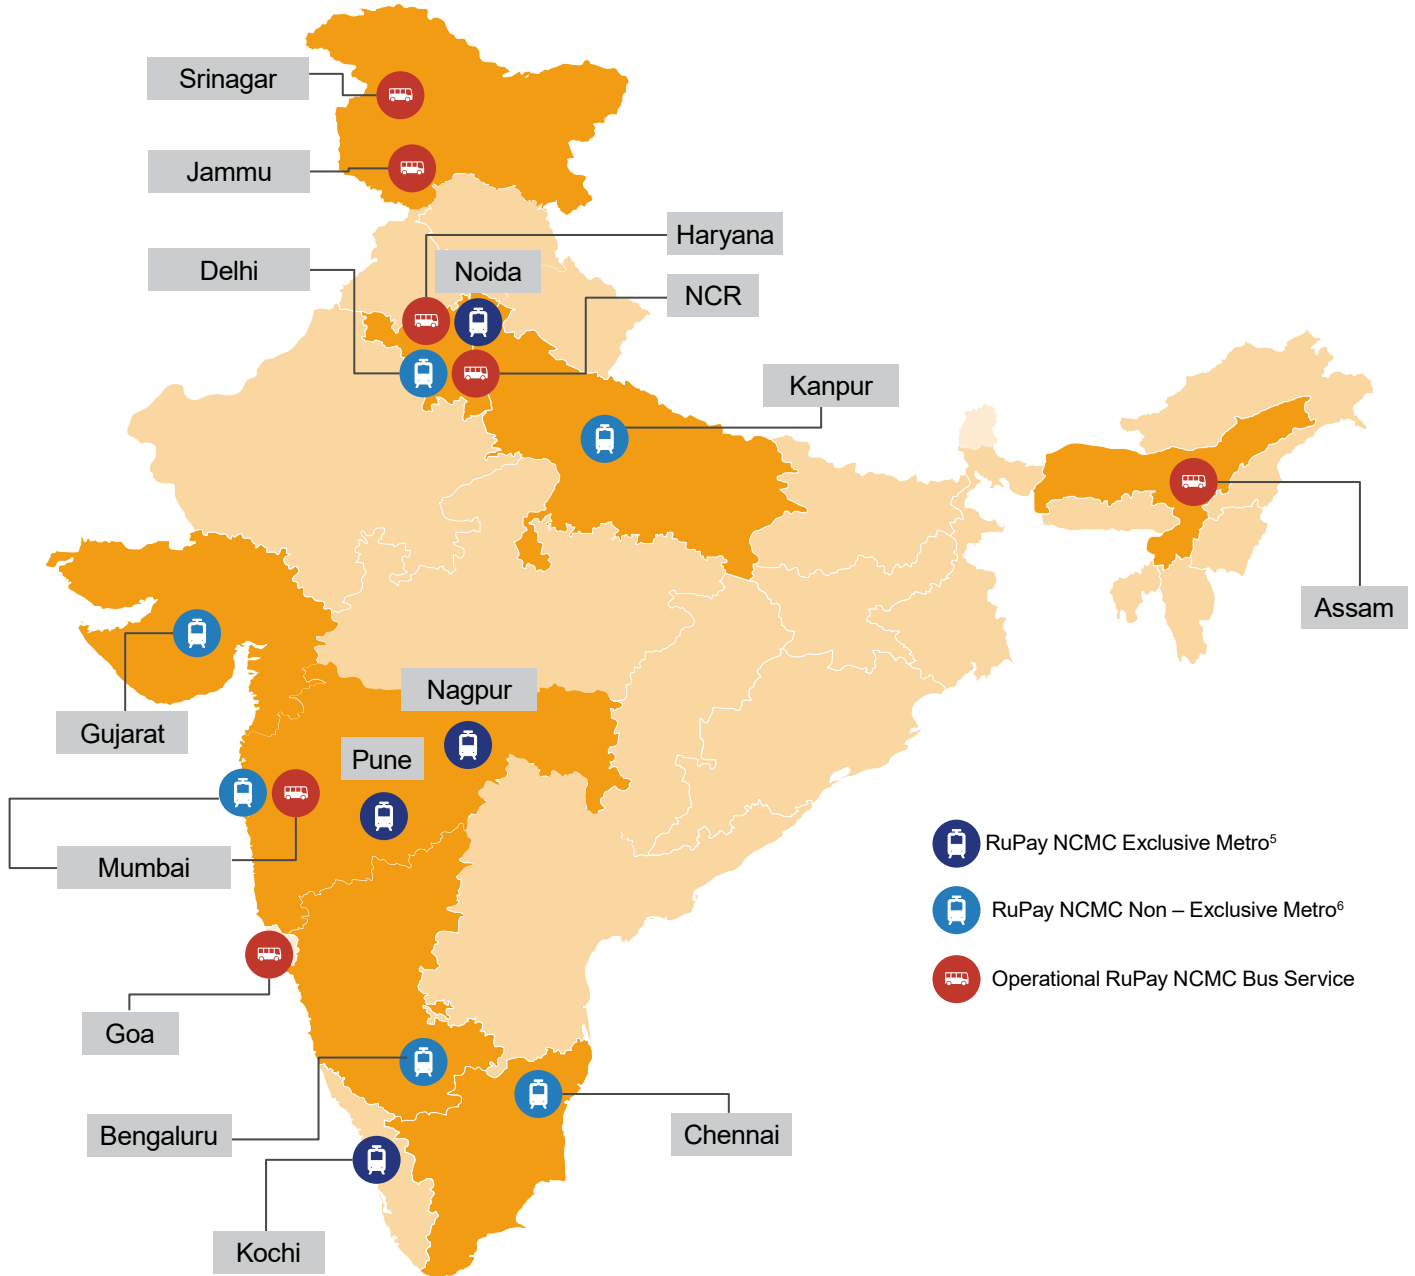 Srinagar
Jammu
Haryana
Delhi
Noida
NCR
Kanpur
Assam
Nagpur
Gujarat
Pune
Mumbai
RuPay NCMC Exclusive Metro⁵
RuPay NCMC Non – Exclusive Metro⁶
Operational RuPay NCMC Bus Service
Goa
Bengaluru
Chennai
Kochi